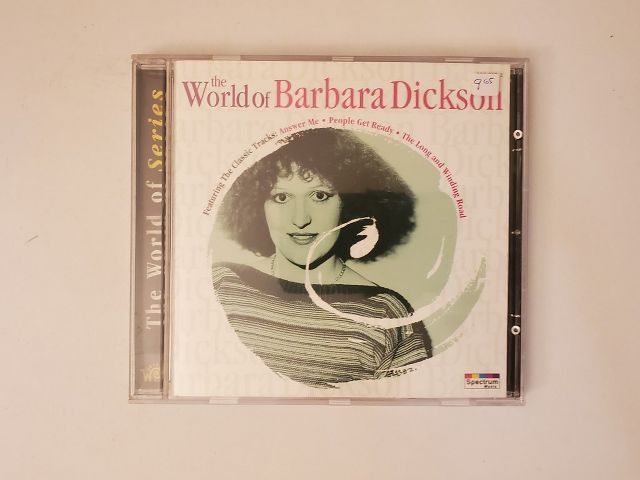 the
World of Barbara Dickson
9.95
Featuring The Classic Tracks: Answer Me • People Get Ready • The Long and Winding Road
The World of Series
Spectrum
Music